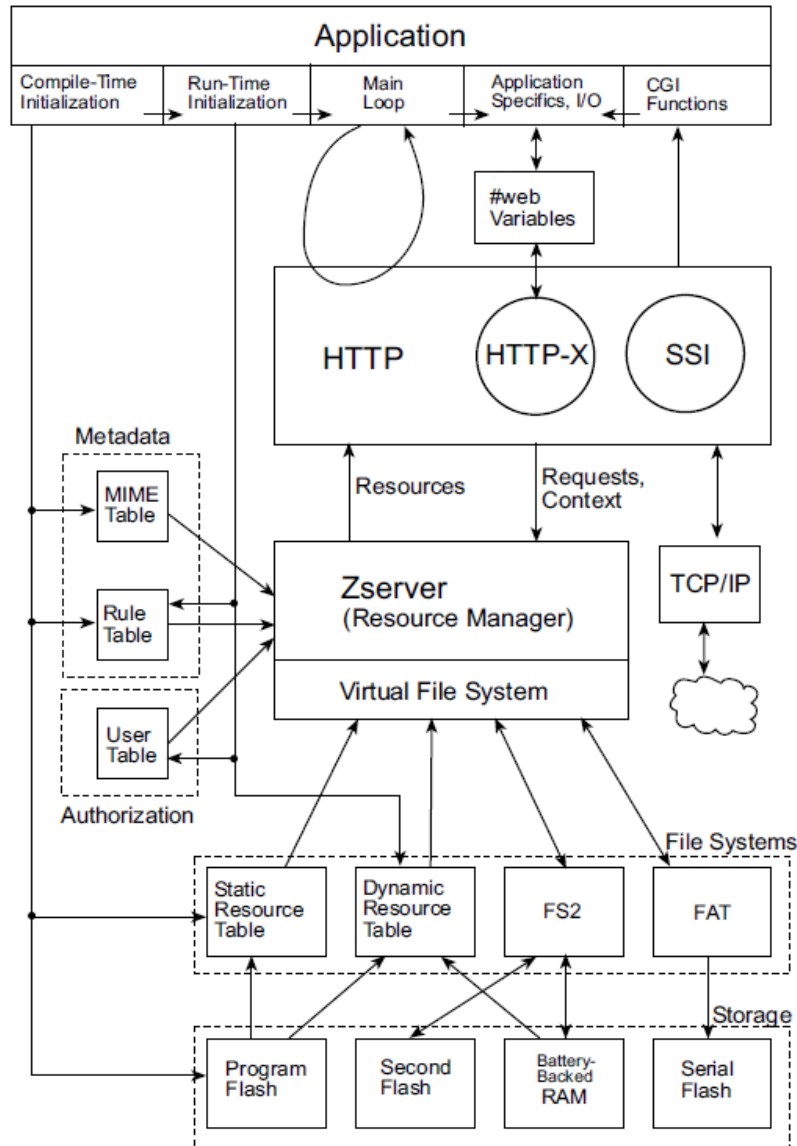 Application
Compile-Time
Initialization
Run-Time
Initialization
Main
Loop
Application
Specifics, I/O
CGI
Functions
#web
Variables
HTTP
HTTP-X
SSI
Metadata
MIME
Table
Resources
Requests,
Context
Rule
Table
Zserver
(Resource Manager)
TCP/IP
Virtual File System
User
Table
Authorization
File Systems
Static
Resource
Table
Dynamic
Resource
Table
FS2
FAT
Storage
Program
Flash
Second
Flash
Battery-
Backed
RAM
Serial
Flash